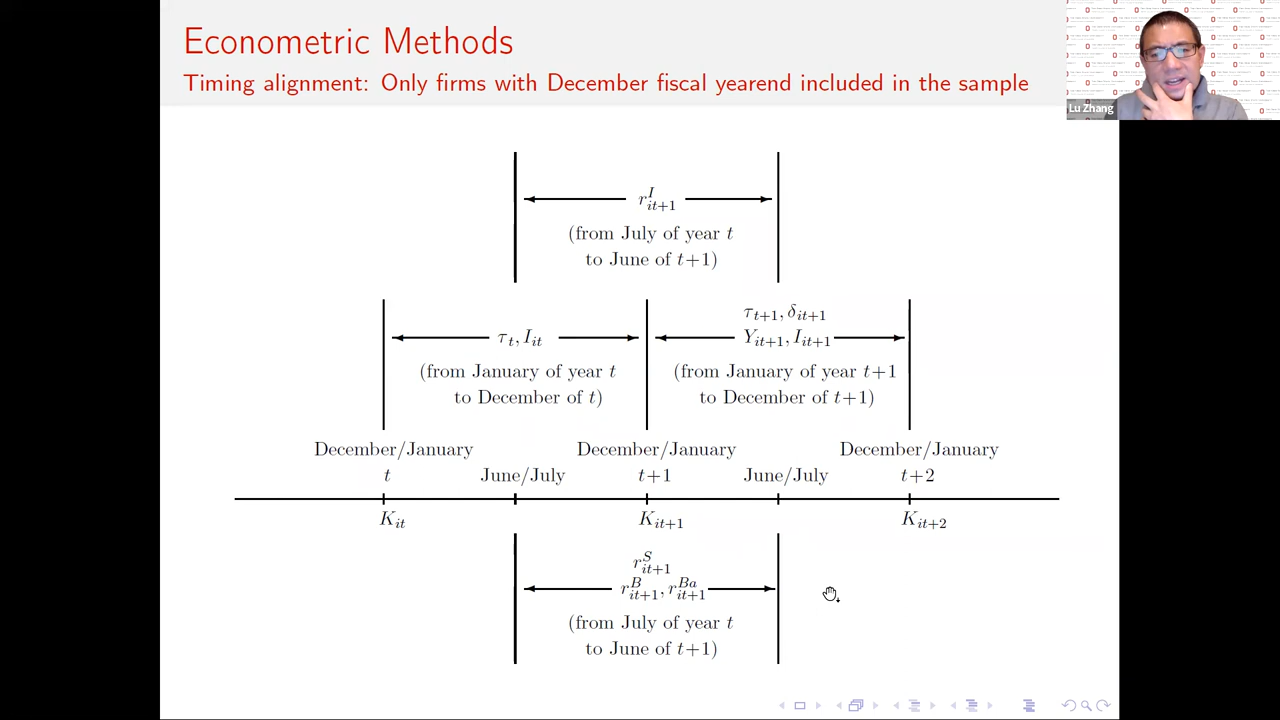 Econometric Methods
Timing alignment: Only firms with December fiscal yearend included in the sample
Lu Zhang
r^I_{it+1}
(from July of year t
to June of t+1)
τ_t, I_{it}
(from January of year t
to December of t)
τ_{t+1}, δ_{it+1}
Y_{it+1}, I_{it+1}
(from January of year t+1
to December of t+1)
December/January
t
June/July
December/January
t+1
June/July
December/January
t+2
K_{it}
K_{it+1}
K_{it+2}
r^S_{it+1}
r^B_{it+1}, r^{Ba}_{it+1}
(from July of year t
to June of t+1)